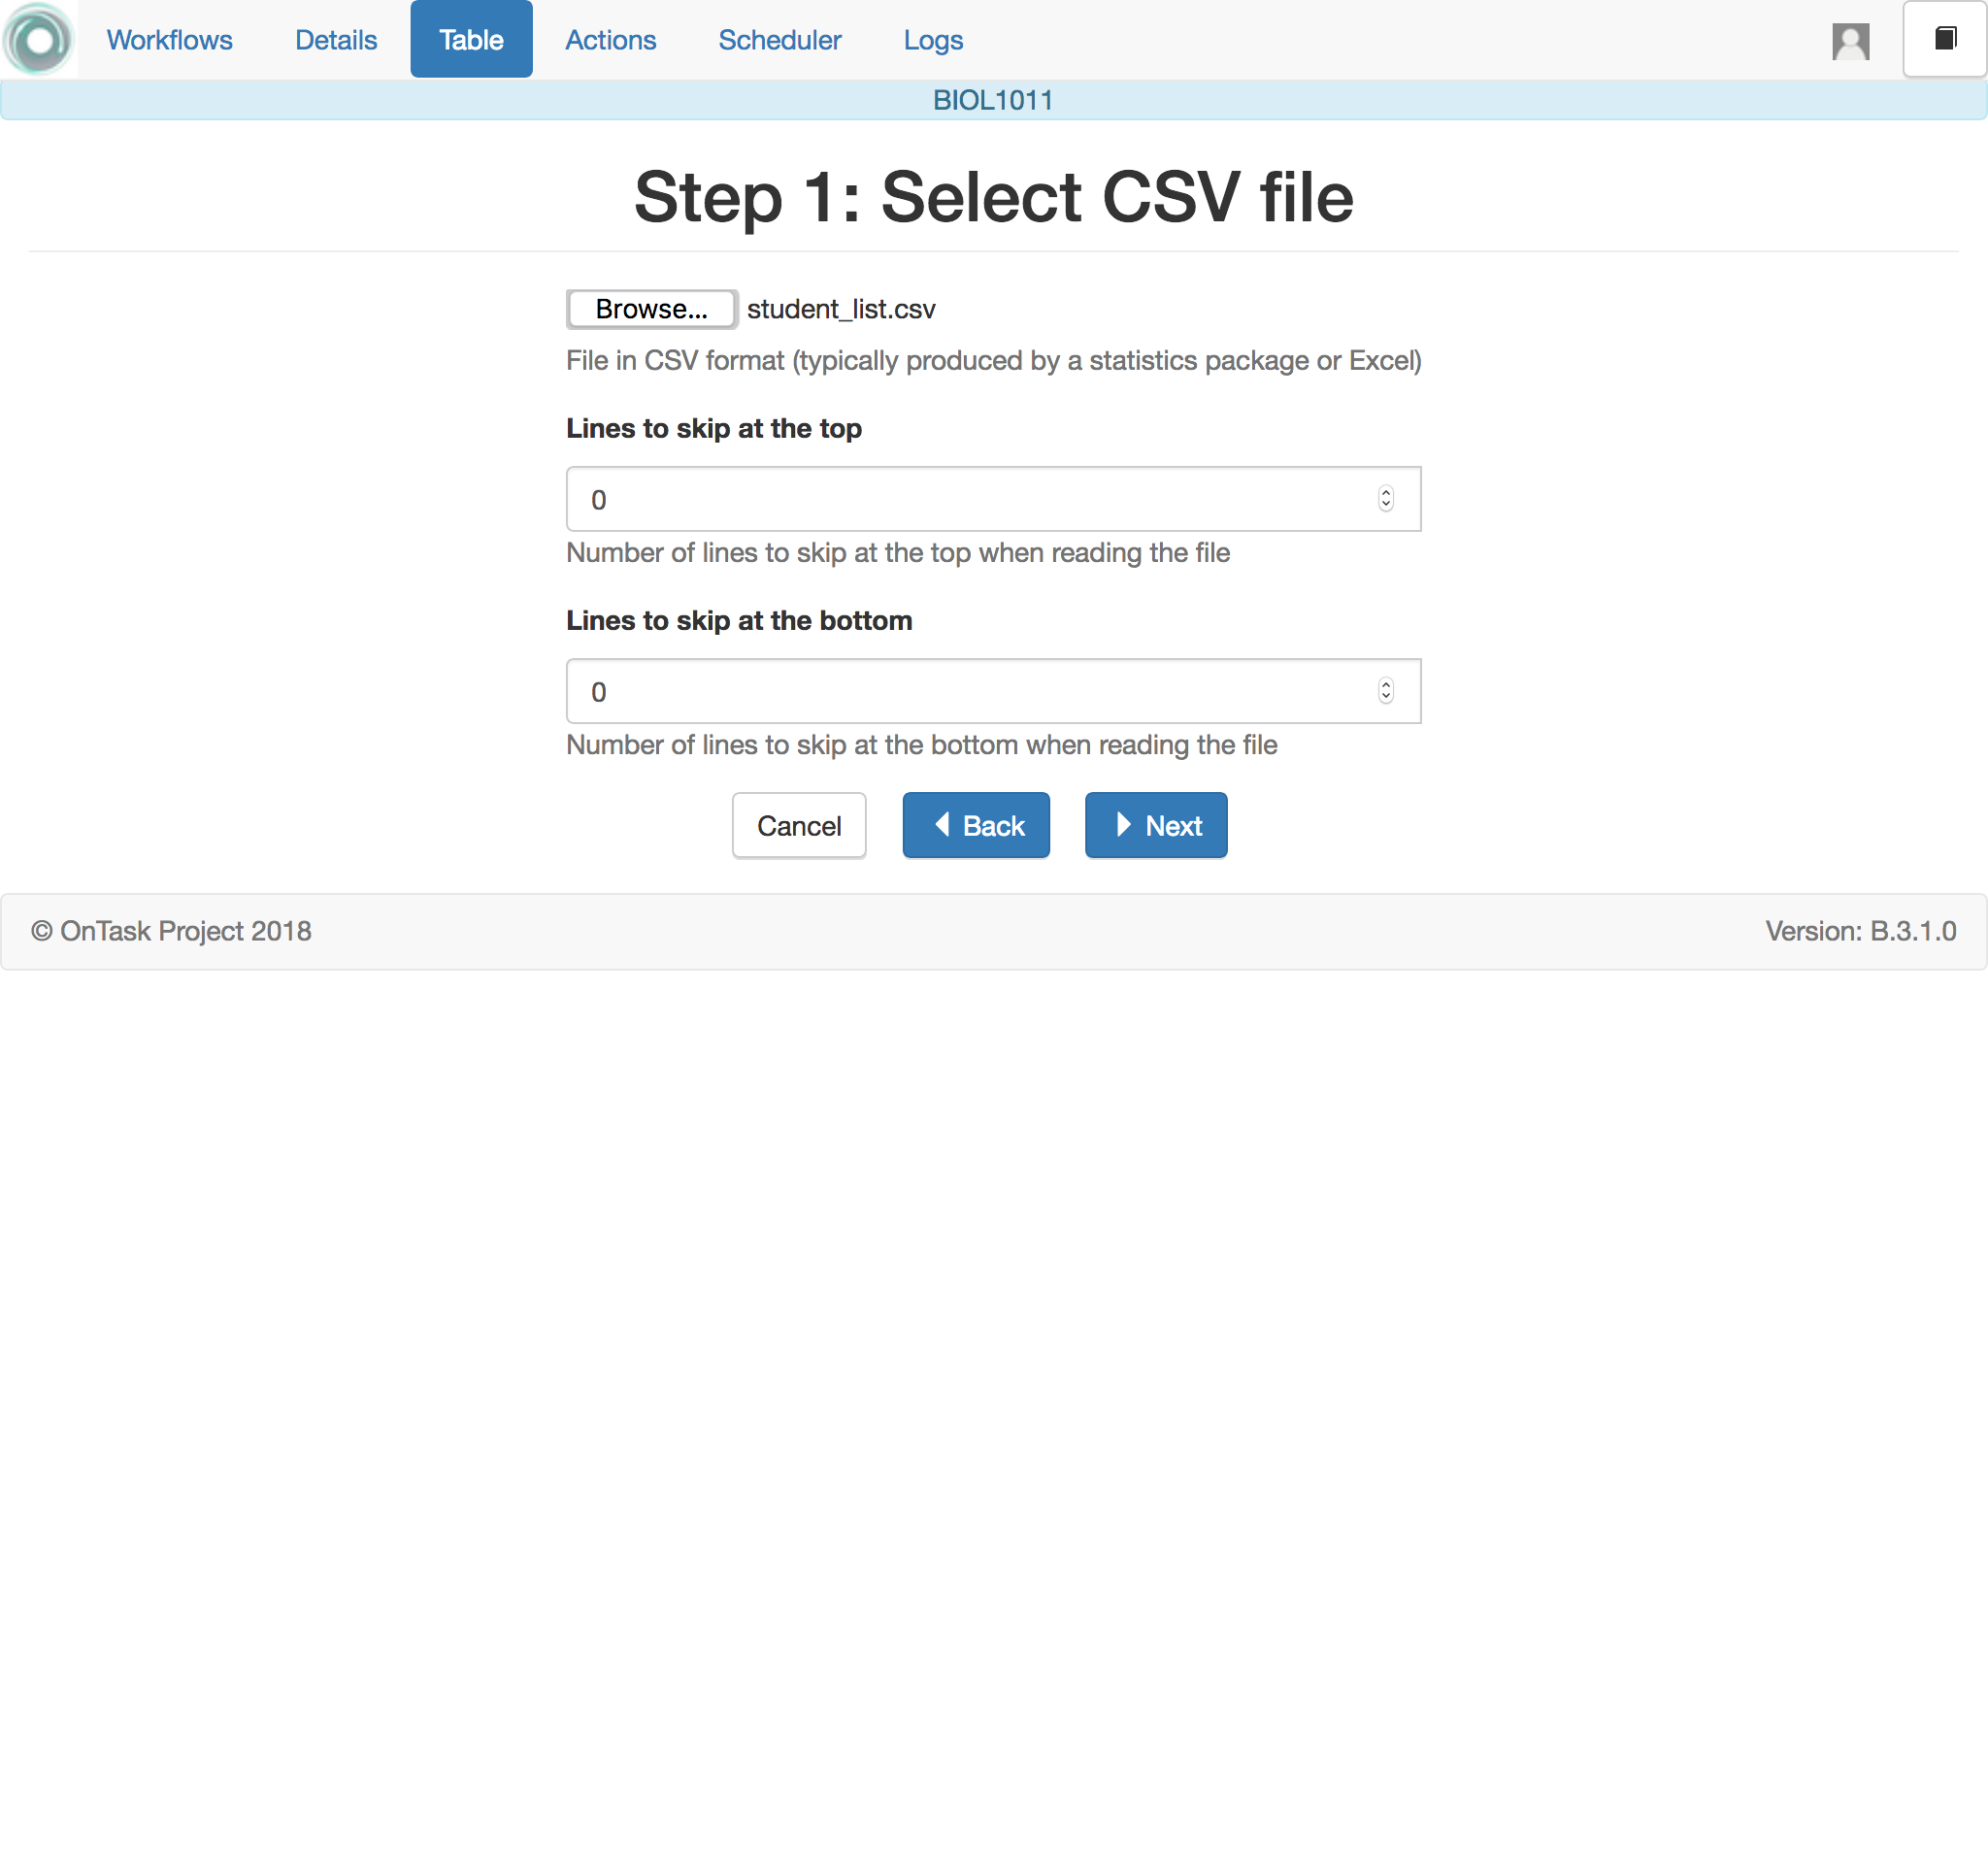 Workflows Details Table Actions Scheduler Logs
BIOL1011
Step 1: Select CSV file
Browse... student_list.csv
File in CSV format (typically produced by a statistics package or Excel)
Lines to skip at the top
0
Number of lines to skip at the top when reading the file
Lines to skip at the bottom
0
Number of lines to skip at the bottom when reading the file
Cancel Back Next
© OnTask Project 2018 Version: B.3.1.0